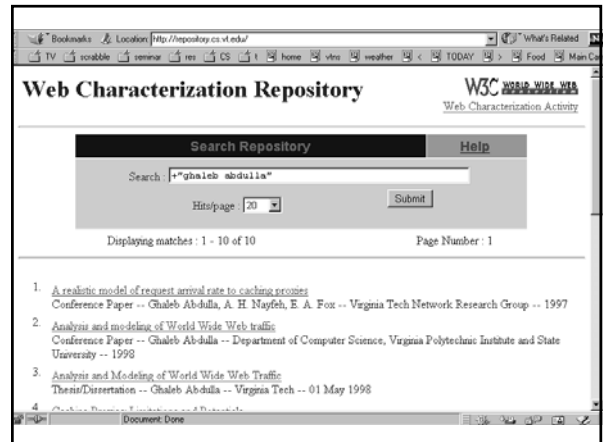 Bookmarks Location: http://repository.cs.vt.edu/ What's Related
TV scrabble seminar res CS t home vtns weather < TODAY > Food Main Ca
Web Characterization Repository
W3C WORLD WIDE WEB
Web Characterization Activity
Search Repository Help
Search : +"ghaleb abdulla"
Hits/page : 20 Submit
Displaying matches : 1 - 10 of 10 Page Number : 1
1. A realistic model of request arrival rate to caching proxies
Conference Paper -- Ghaleb Abdulla, A. H. Nayfeh, E. A. Fox -- Virginia Tech Network Research Group -- 1997
2. Analysis and modeling of World Wide Web traffic
Conference Paper -- Ghaleb Abdulla -- Department of Computer Science, Virginia Polytechnic Institute and State
University -- 1998
3. Analysis and Modeling of World Wide Web Traffic
Thesis/Dissertation -- Ghaleb Abdulla -- Virginia Tech -- 01 May 1998
4
Document: Done